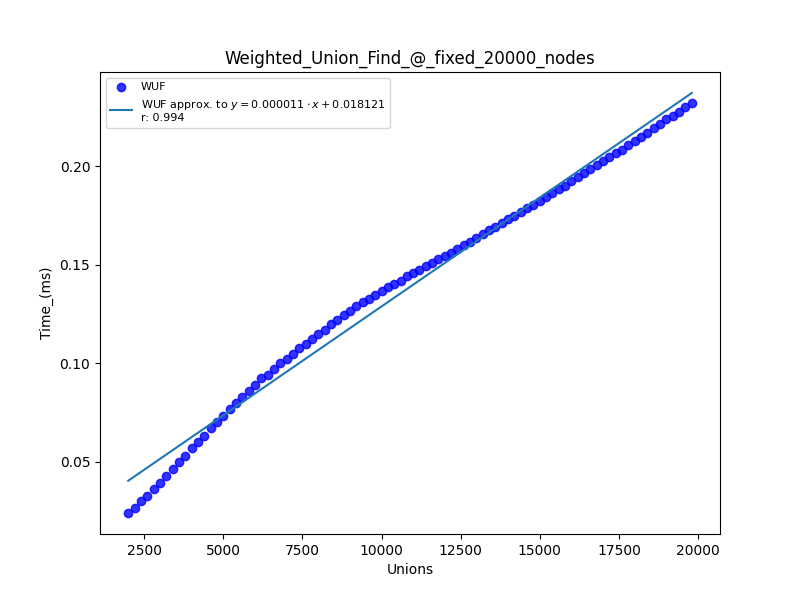 Weighted_Union_Find_@_fixed_20000_nodes
WUF
WUF approx. to y = 0.000011 · x + 0.018121
r: 0.994
0.20
0.15
0.10
0.05
Time_(ms)
2500 5000 7500 10000 12500 15000 17500 20000
Unions